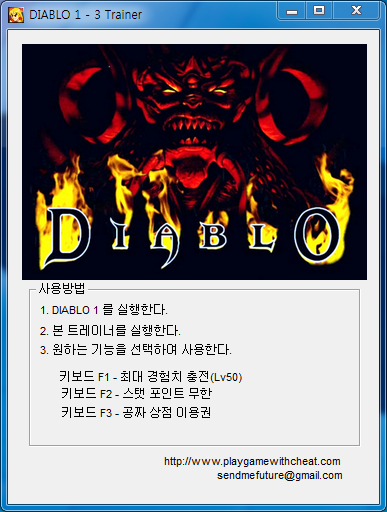 DIABLO 1 - 3 Trainer
DIABLO
사용방법
1. DIABLO 1 를 실행한다.
2. 본 트레이너를 실행한다.
3. 원하는 기능을 선택하여 사용한다.
키보드 F1 - 최대 경험치 충전(Lv50)
키보드 F2 - 스탯 포인트 무한
키보드 F3 - 공짜 상점 이용권
http://www.playgamewithcheat.com
sendmefuture@gmail.com